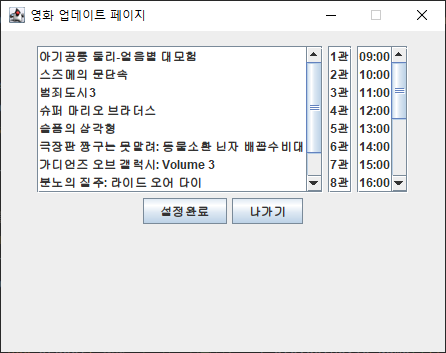 영화 업데이트 페이지
아기공룡 둘리-얼음별 대모험 1관 09:00
스즈메의 문단속 2관 10:00
범죄도시3 3관 11:00
슈퍼 마리오 브라더스 4관 12:00
슬픔의 삼각형 5관 13:00
극장판 짱구는 못말려: 동물소환 닌자 배꼽수비대 6관 14:00
가디언즈 오브 갤럭시: Volume 3 7관 15:00
분노의 질주: 라이드 오어 다이 8관 16:00
설정완료 나가기